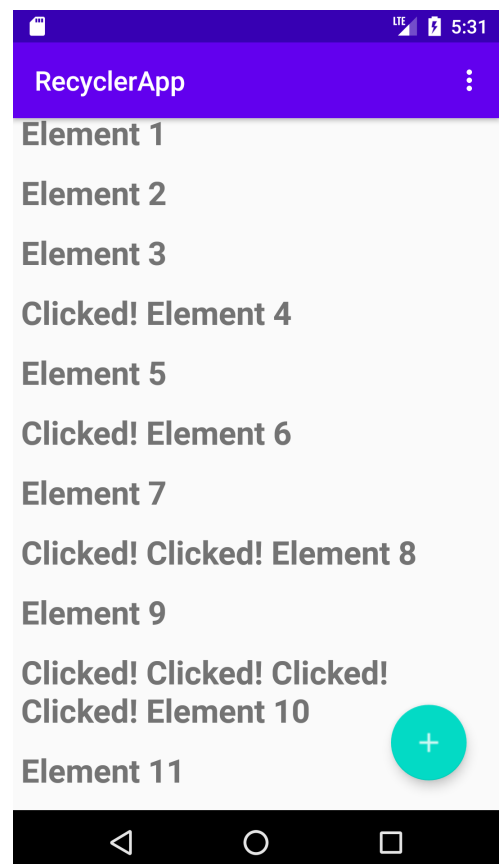 LTE 5:31
RecyclerApp
Element 1
Element 2
Element 3
Clicked! Element 4
Element 5
Clicked! Element 6
Element 7
Clicked! Clicked! Element 8
Element 9
Clicked! Clicked! Clicked!
Clicked! Element 10
Element 11